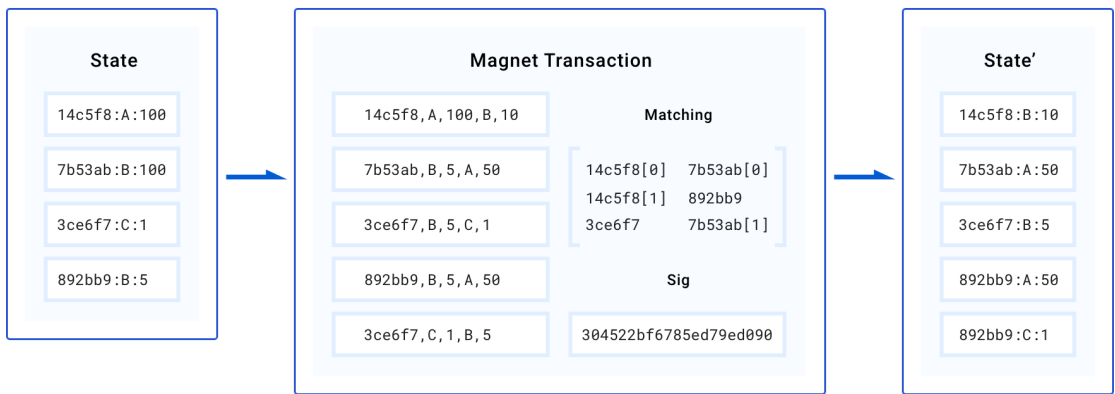 State
14c5f8:A:100
7b53ab:B:100
3ce6f7:C:1
892bb9:B:5
Magnet Transaction
14c5f8,A,100,B,10
7b53ab,B,5,A,50
3ce6f7,B,5,C,1
892bb9,B,5,A,50
3ce6f7,C,1,B,5
Matching
14c5f8[0] 7b53ab[0]
14c5f8[1] 892bb9
3ce6f7 7b53ab[1]
Sig
304522bf6785ed79ed090
State’
14c5f8:B:10
7b53ab:A:50
3ce6f7:B:5
892bb9:A:50
892bb9:C:1